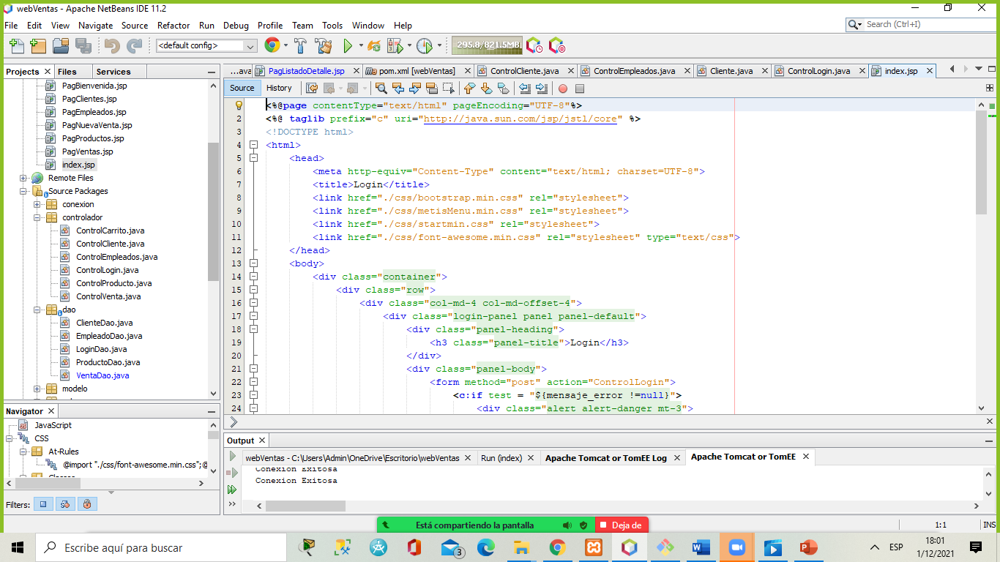 webVentas - Apache NetBeans IDE 11.2
File Edit View Navigate Source Refactor Run Debug Profile Team Tools Window Help
Search (Ctrl+I)
<default config>
295.8/821.5MB
Projects Files Services
PagBienvenida.jsp
PagClientes.jsp
PagEmpleados.jsp
PagNuevaVenta.jsp
PagProductos.jsp
PagVentas.jsp
index.jsp
Remote Files
Source Packages
conexion
controlador
ControlCarrito.java
ControlCliente.java
ControlEmpleados.java
ControlLogin.java
ControlProducto.java
ControlVenta.java
dao
ClienteDao.java
EmpleadoDao.java
LoginDao.java
ProductoDao.java
VentaDao.java
modelo
Navigator
JavaScript
CSS
At-Rules
@import "./css/font-awesome.min.css";@
Classes
Filters:
...ava PagListadoDetalle.jsp pom.xml [webVentas] ControlCliente.java ControlEmpleados.java Cliente.java ControlLogin.java index.jsp
Source History
<%@page contentType="text/html" pageEncoding="UTF-8"%>
2 <%@ taglib prefix="c" uri="http://java.sun.com/jsp/jstl/core" %>
3 <!DOCTYPE html>
4 <html>
5 <head>
6 <meta http-equiv="Content-Type" content="text/html; charset=UTF-8">
7 <title>Login</title>
8 <link href="./css/bootstrap.min.css" rel="stylesheet">
9 <link href="./css/metisMenu.min.css" rel="stylesheet">
10 <link href="./css/startmin.css" rel="stylesheet">
11 <link href="./css/font-awesome.min.css" rel="stylesheet" type="text/css">
12 </head>
13 <body>
14 <div class="container">
15 <div class="row">
16 <div class="col-md-4 col-md-offset-4">
17 <div class="login-panel panel panel-default">
18 <div class="panel-heading">
19 <h3 class="panel-title">Login</h3>
20 </div>
21 <div class="panel-body">
22 <form method="post" action="ControlLogin">
23 <c:if test = "${mensaje_error !=null}">
24 <div class="alert alert-danger mt-3">
Output
webVentas - C:\Users\Admin\OneDrive\Escritorio\webVentas Run (index) Apache Tomcat or TomEE Log Apache Tomcat or TomEE
Conexion Exitosa
Conexion Exitosa
1:1 INS
Está compartiendo la pantalla Deja de
Escribe aquí para buscar
3
ESP
18:01
1/12/2021